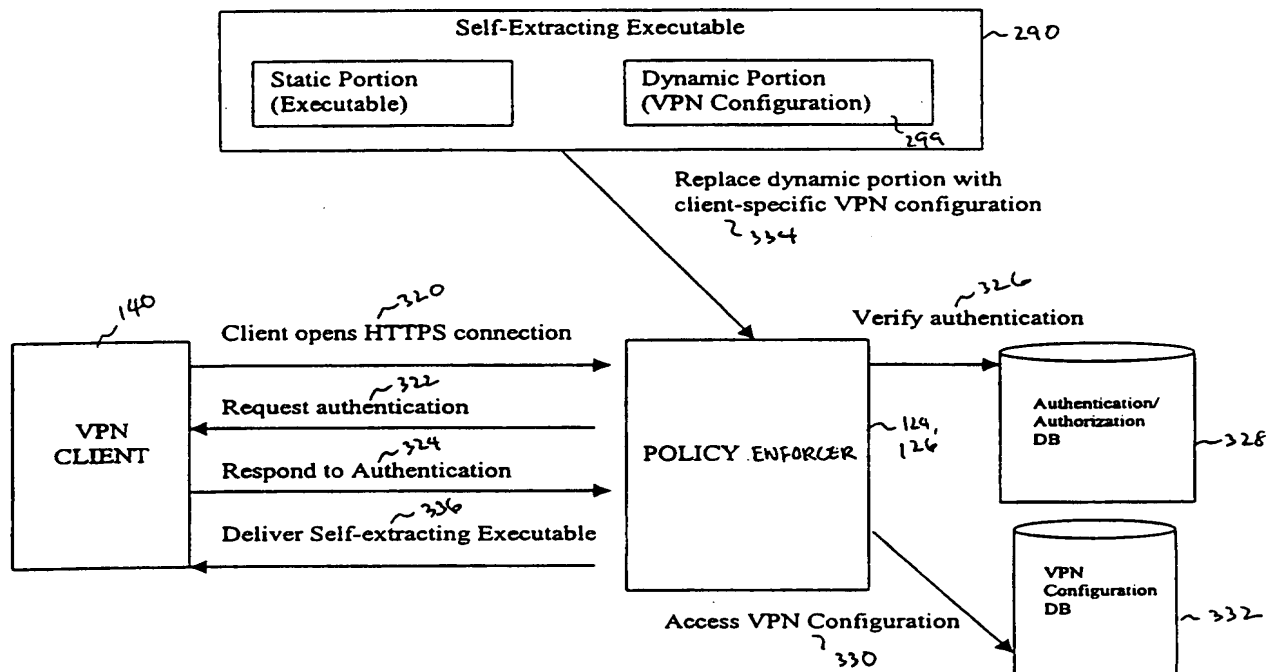 Self-Extracting Executable
290
Static Portion
(Executable)
Dynamic Portion
(VPN Configuration)
299
Replace dynamic portion with
client-specific VPN configuration
334
140
320
Client opens HTTPS connection
326
Verify authentication
322
Request authentication
VPN
CLIENT
324
Respond to Authentication
336
Deliver Self-extracting Executable
POLICY ENFORCER
124,
126
Authentication/
Authorization
DB
328
VPN
Configuration
DB
332
Access VPN Configuration
330